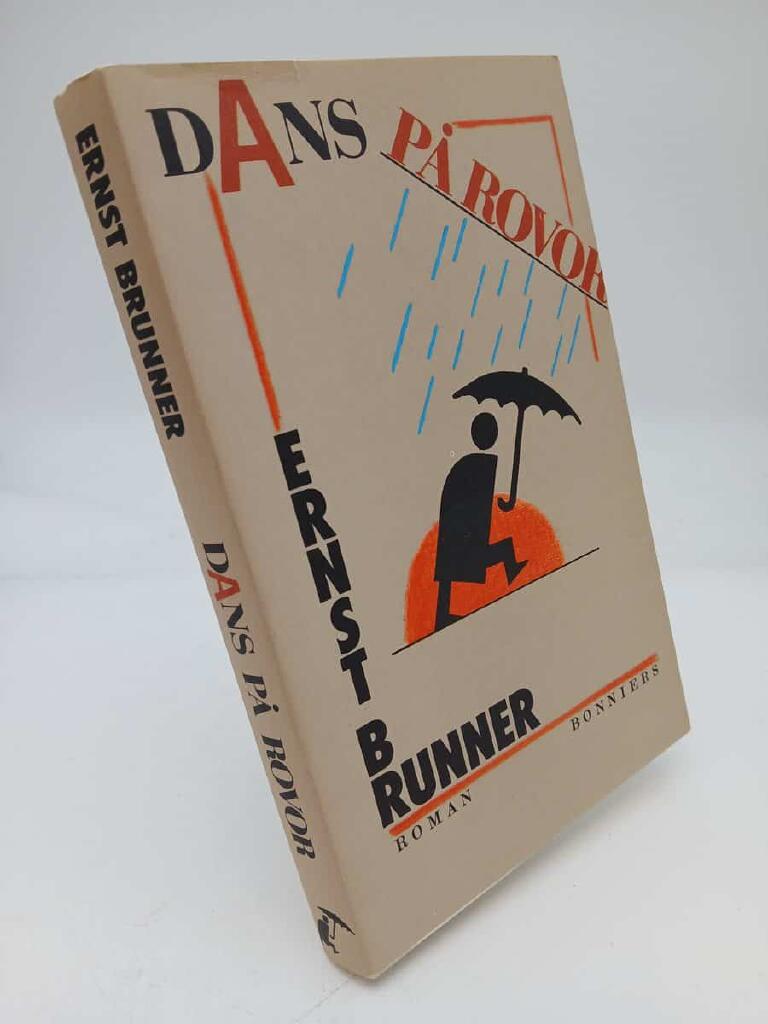 DANS PÅ ROVOR
ERNST
BRUNNER
ROMAN
BONNIERS
ERNST BRUNNER
DANS PÅ ROVOR